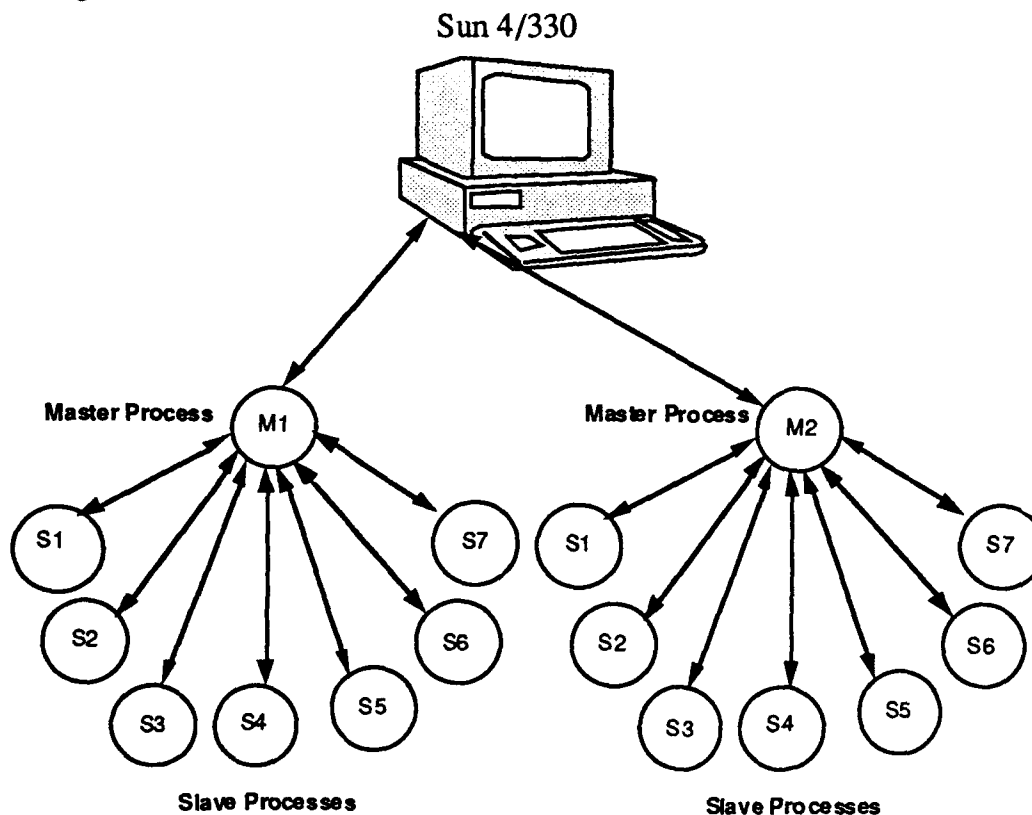 Sun 4/330
Master Process
M1
Master Process
M2
S1
S7
S1
S7
S2
S6
S2
S6
S3
S4
S5
S3
S4
S5
Slave Processes
Slave Processes